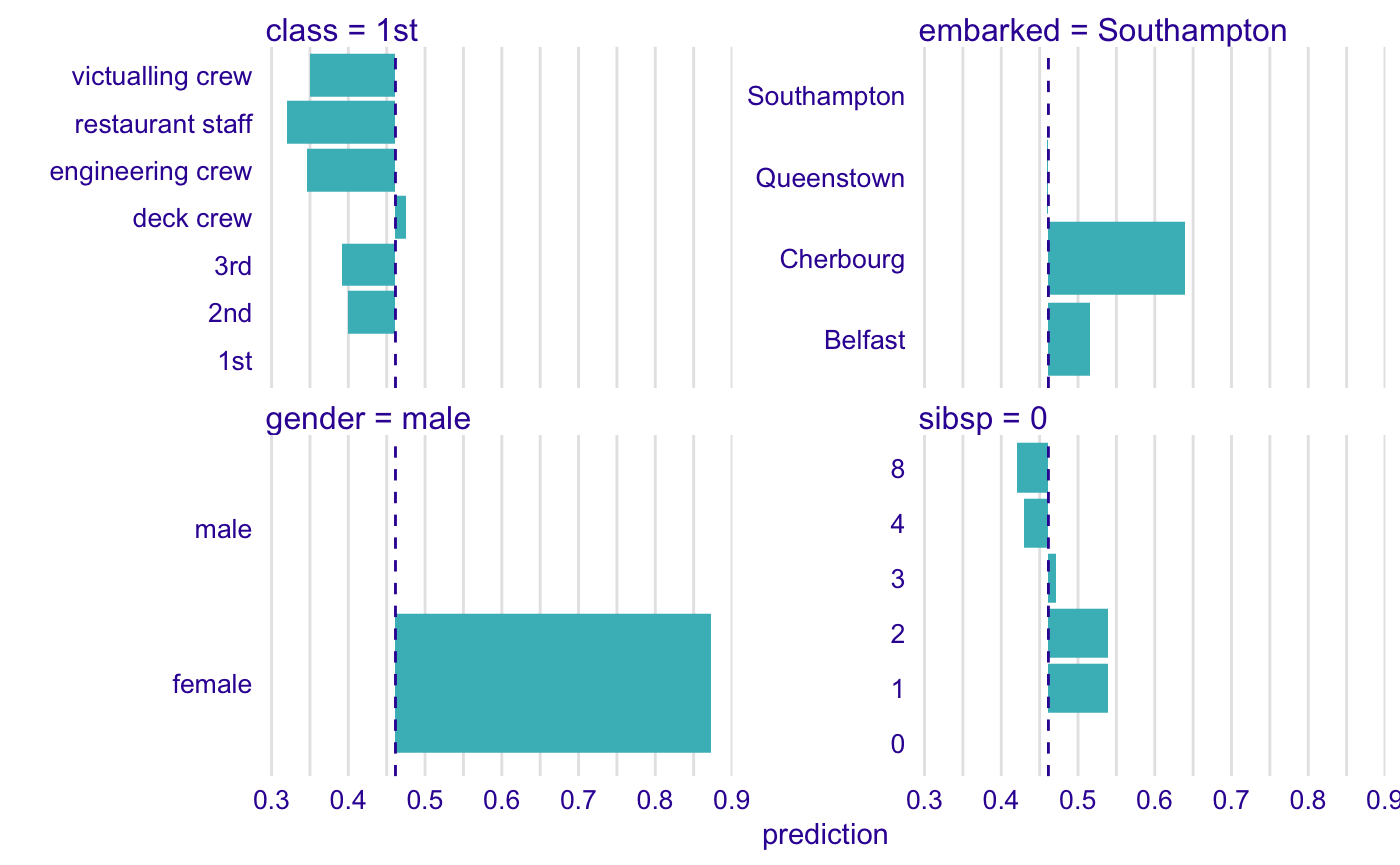 class = 1st
victualling crew
restaurant staff
engineering crew
deck crew
3rd
2nd
1st
embarked = Southampton
Southampton
Queenstown
Cherbourg
Belfast
gender = male
male
female
0.3 0.4 0.5 0.6 0.7 0.8 0.9
sibsp = 0
8
4
3
2
1
0
0.3 0.4 0.5 0.6 0.7 0.8 0.9
prediction